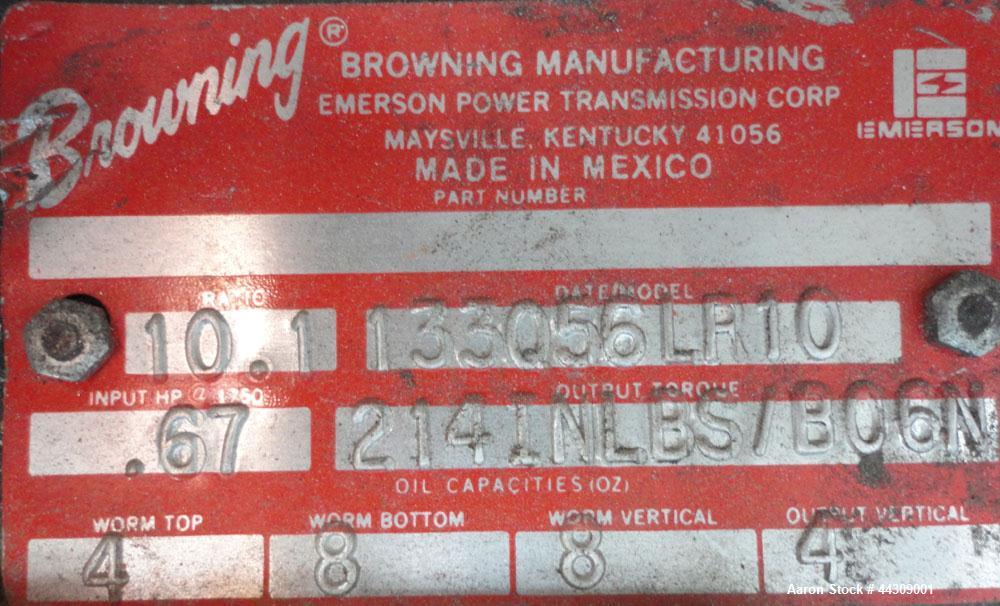 Browning®
BROWNING MANUFACTURING
EMERSON POWER TRANSMISSION CORP
MAYSVILLE, KENTUCKY 41056
MADE IN MEXICO
EMERSON
PART NUMBER
RATIO DATE/MODEL
10.1 133Q56LR10
INPUT HP @ 1750 OUTPUT TORQUE
.67 214INLBS/B06N
OIL CAPACITIES (OZ)
WORM TOP WORM BOTTOM WORM VERTICAL OUTPUT VERTICAL
4 8 8 4
Aaron Stock # 44309001